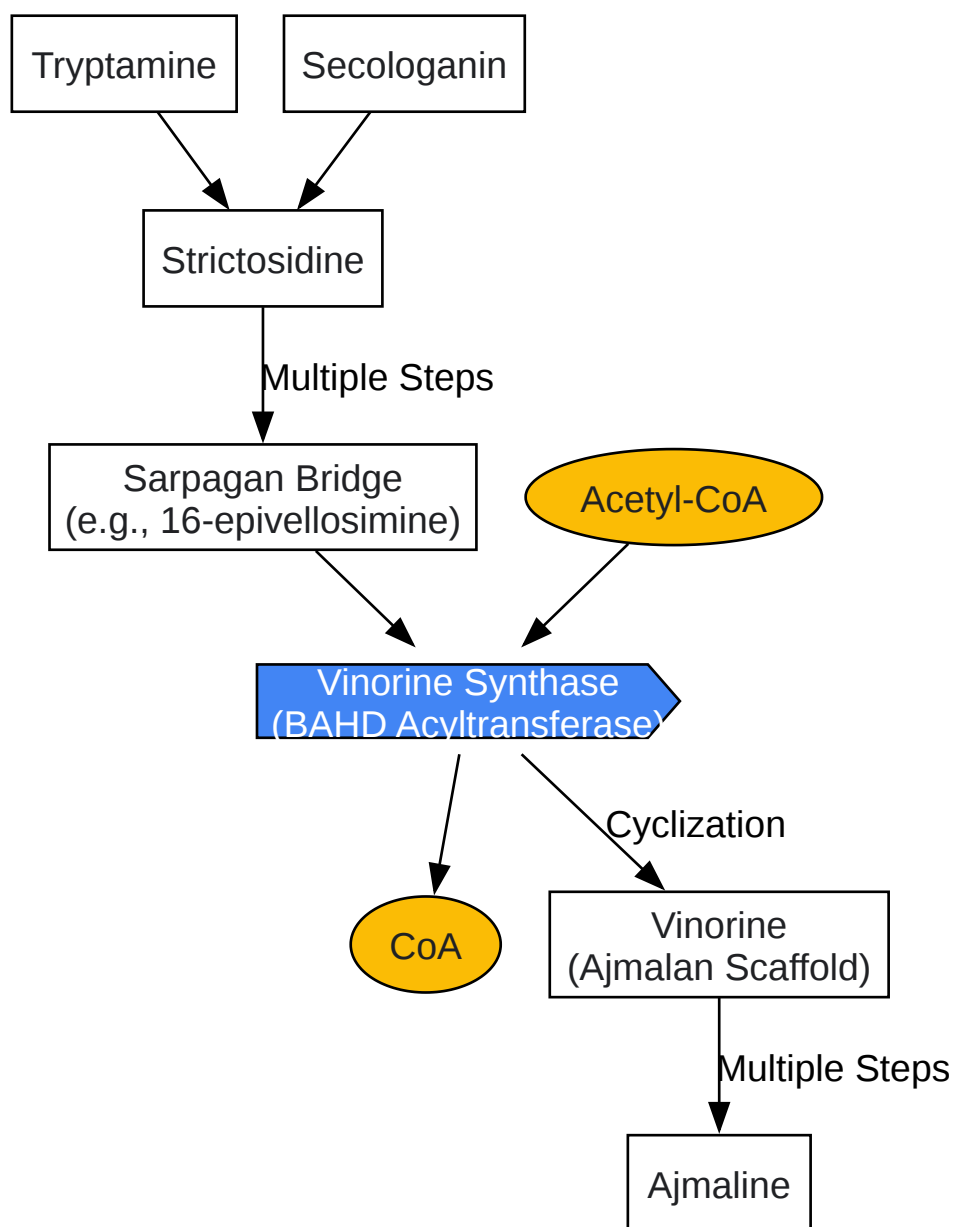 Tryptamine
Secologanin
Strictosidine
Multiple Steps
Sarpagan Bridge
(e.g., 16-epivellosimine)
Acetyl-CoA
Vinorine Synthase
(BAHD Acyltransferase)
Cyclization
CoA
Vinorine
(Ajmalan Scaffold)
Multiple Steps
Ajmaline